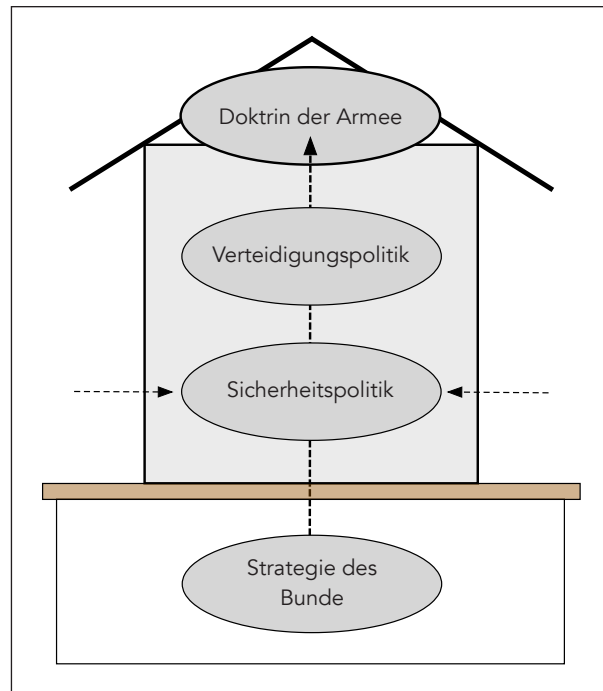 Doktrin der Armee
Verteidigungspolitik
Sicherheitspolitik
Strategie des
Bunde